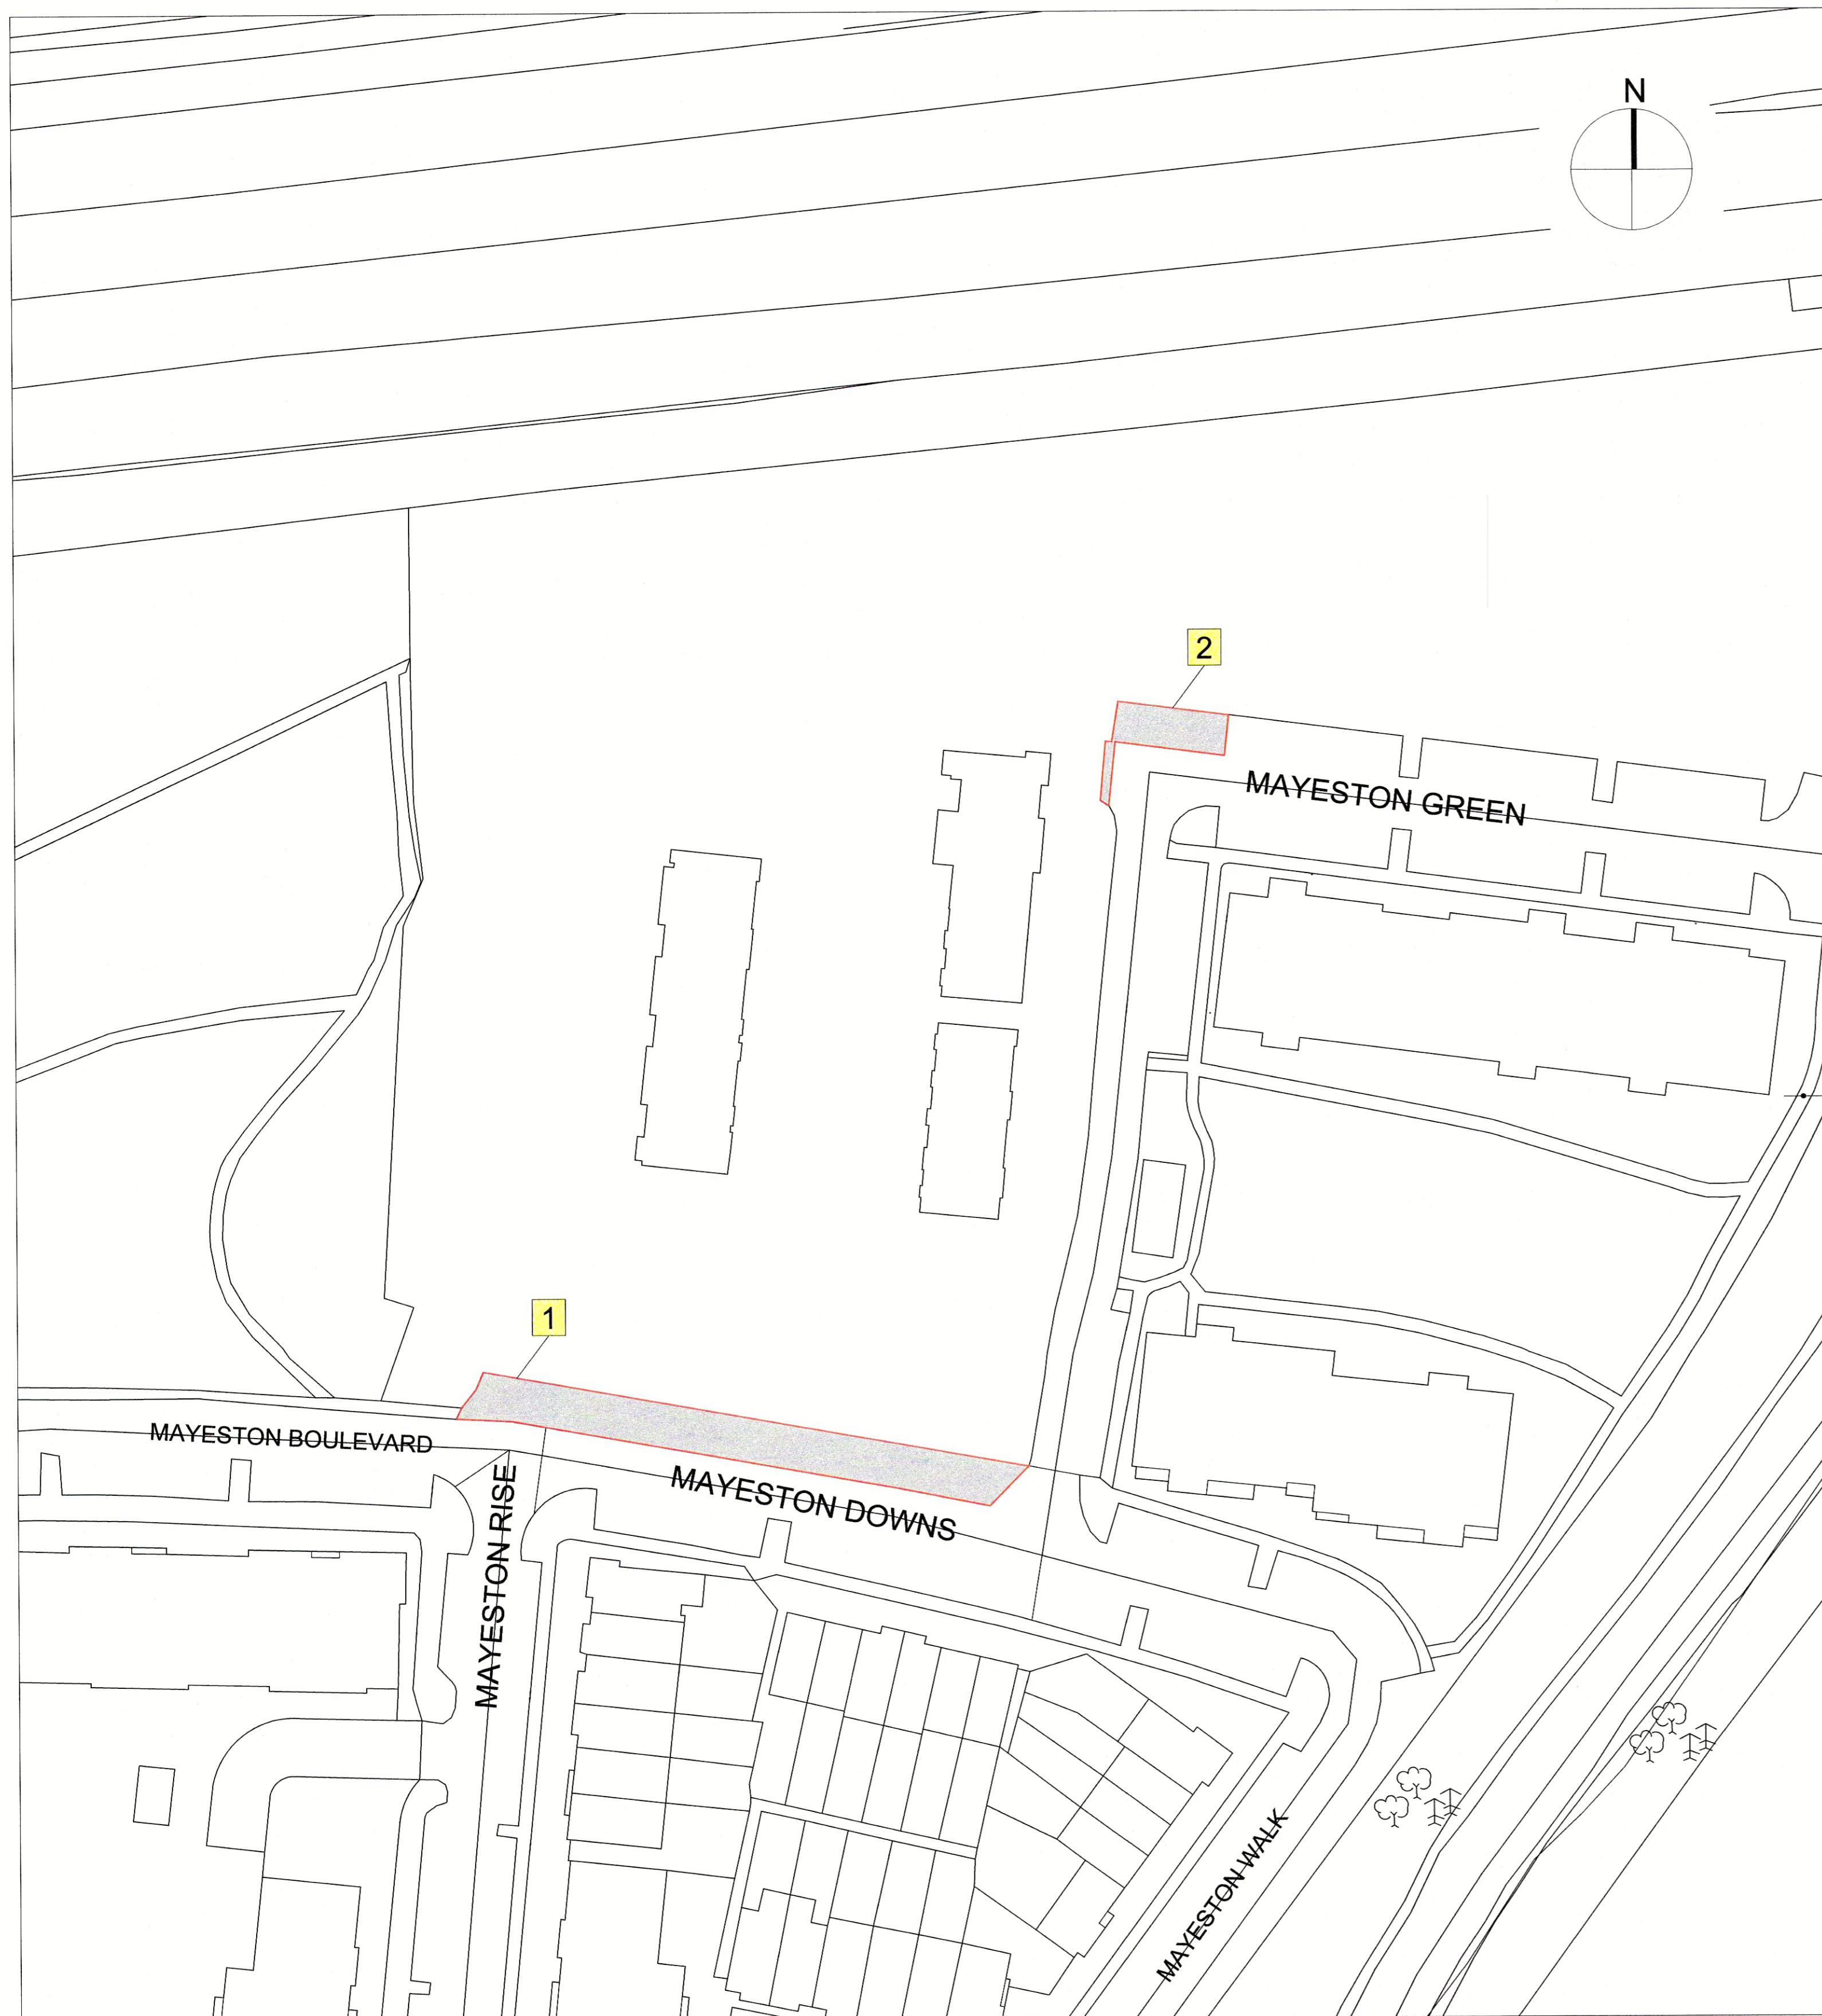 N
2
MAYESTON GREEN
1
MAYESTON BOULEVARD
MAYESTON RISE
MAYESTON DOWNS
MAYESTON WALK